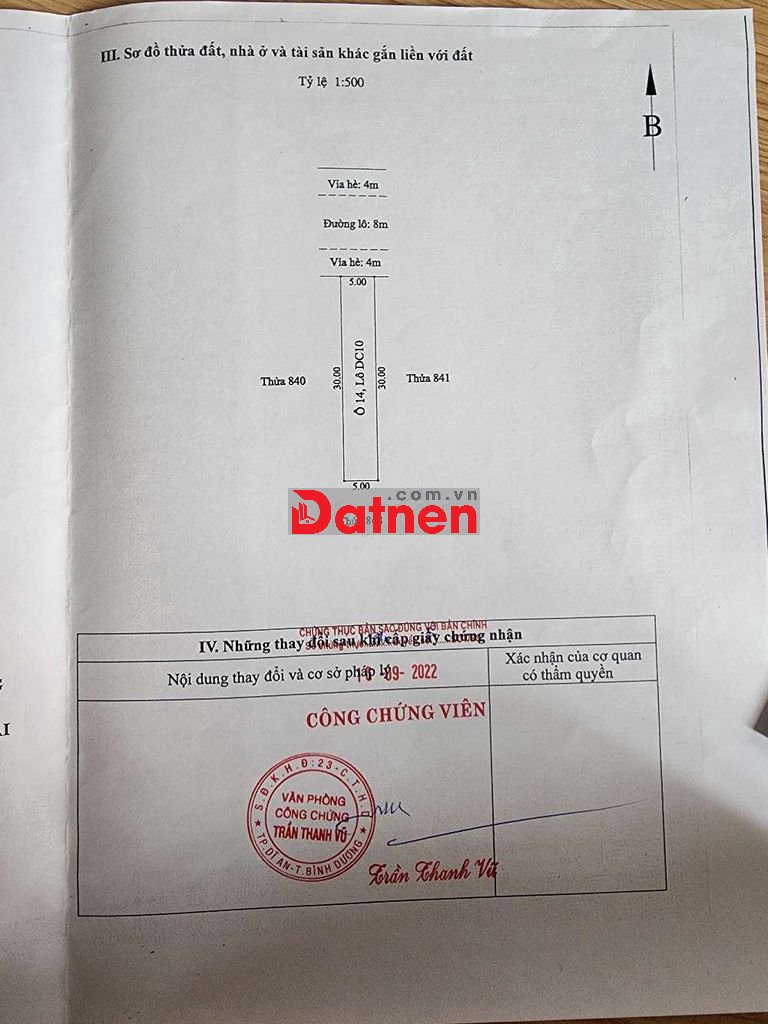 III. Sơ đồ thửa đất, nhà ở và tài sản khác gắn liền với đất
Tỷ lệ 1:500
B
Vỉa hè: 4m
Đường lô: 8m
Vỉa hè: 4m
5.00
Thửa 840
30.00
Ô 14, Lô DC10
30.00
Thửa 841
5.00
.com.vn
Datnen
CHỨNG THỰC BẢN SAO ĐÚNG VỚI BẢN CHÍNH
IV. Những thay đổi sau khi cấp giấy chứng nhận
Nội dung thay đổi và cơ sở pháp lý
16 -09- 2022
Xác nhận của cơ quan
có thẩm quyền
CÔNG CHỨNG VIÊN
S.Đ.K.H.Đ:23-C.T.H.D
VĂN PHÒNG
CÔNG CHỨNG
TRẦN THANH VŨ
TP.DĨ AN-T.BÌNH DƯƠNG
Trần Thanh Vũ